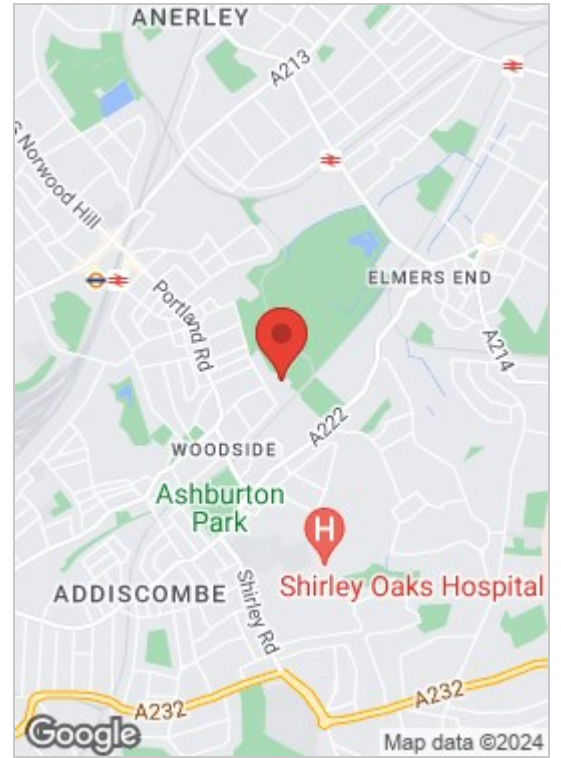 ANERLEY
A213
S Norwood Hill
ELMERS END
Portland Rd
A214
A222
WOODSIDE
Ashburton
Park
H
Shirley Oaks Hospital
ADDISCOMBE
Shirley Rd
A232
A232
Google
Map data ©2024